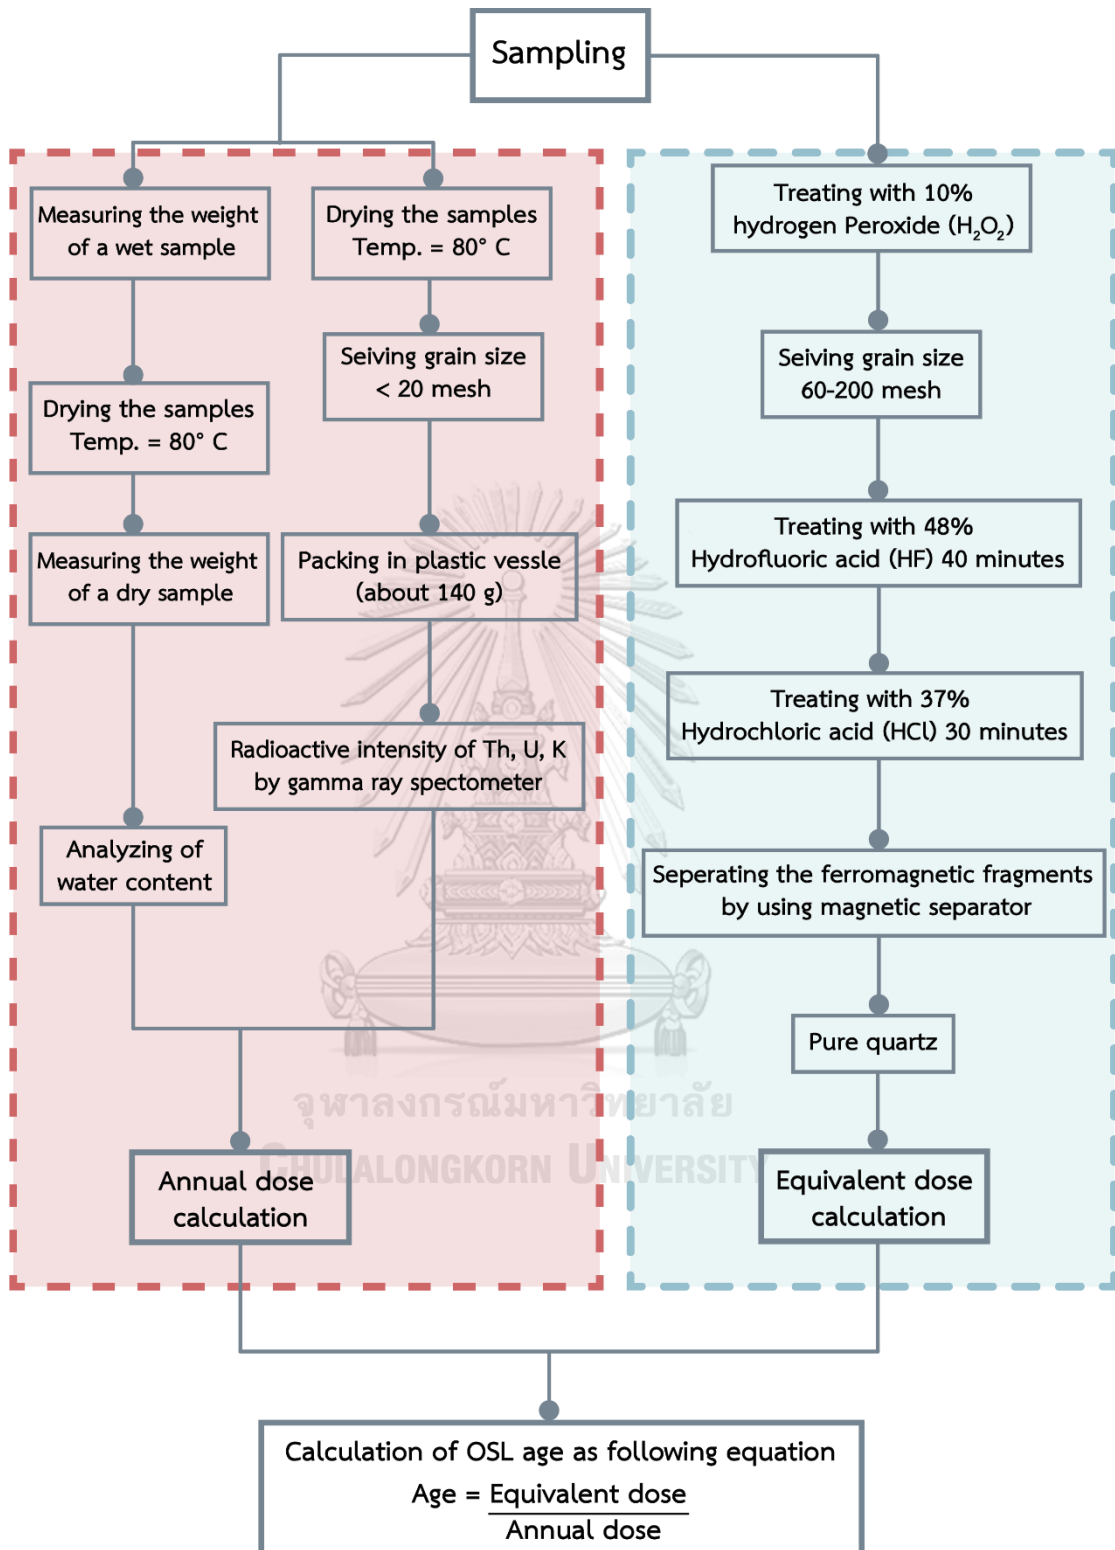 Sampling
Measuring the weight
of a wet sample
Drying the samples
Temp. = 80° C
Measuring the weight
of a dry sample
Analyzing of
water content
Drying the samples
Temp. = 80° C
Seiving grain size
< 20 mesh
Packing in plastic vessle
(about 140 g)
Radioactive intensity of Th, U, K
by gamma ray spectometer
Annual dose
calculation
Treating with 10%
hydrogen Peroxide (H₂O₂)
Seiving grain size
60-200 mesh
Treating with 48%
Hydrofluoric acid (HF) 40 minutes
Treating with 37%
Hydrochloric acid (HCl) 30 minutes
Seperating the ferromagnetic fragments
by using magnetic separator
Pure quartz
Equivalent dose
calculation
จุฬาลงกรณ์มหาวิทยาลัย
CHULALONGKORN UNIVERSITY
Calculation of OSL age as following equation
Age = Equivalent dose
Annual dose